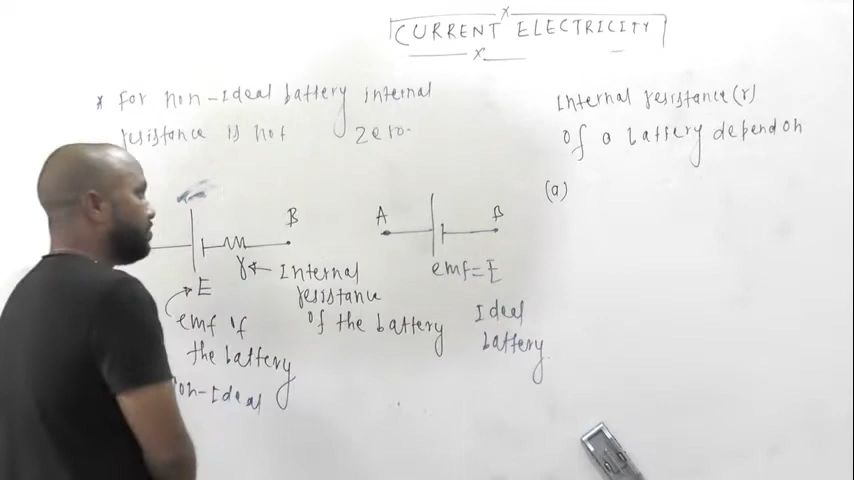 CURRENT ELECTRICITY
* For non-Ideal battery internal
resistance is not zero.
B
r ← Internal
resistance
of the battery
E
emf of
the battery
non-Ideal
A B
emf = E
Ideal
battery
Internal resistance (r)
of a battery depend on
(a)